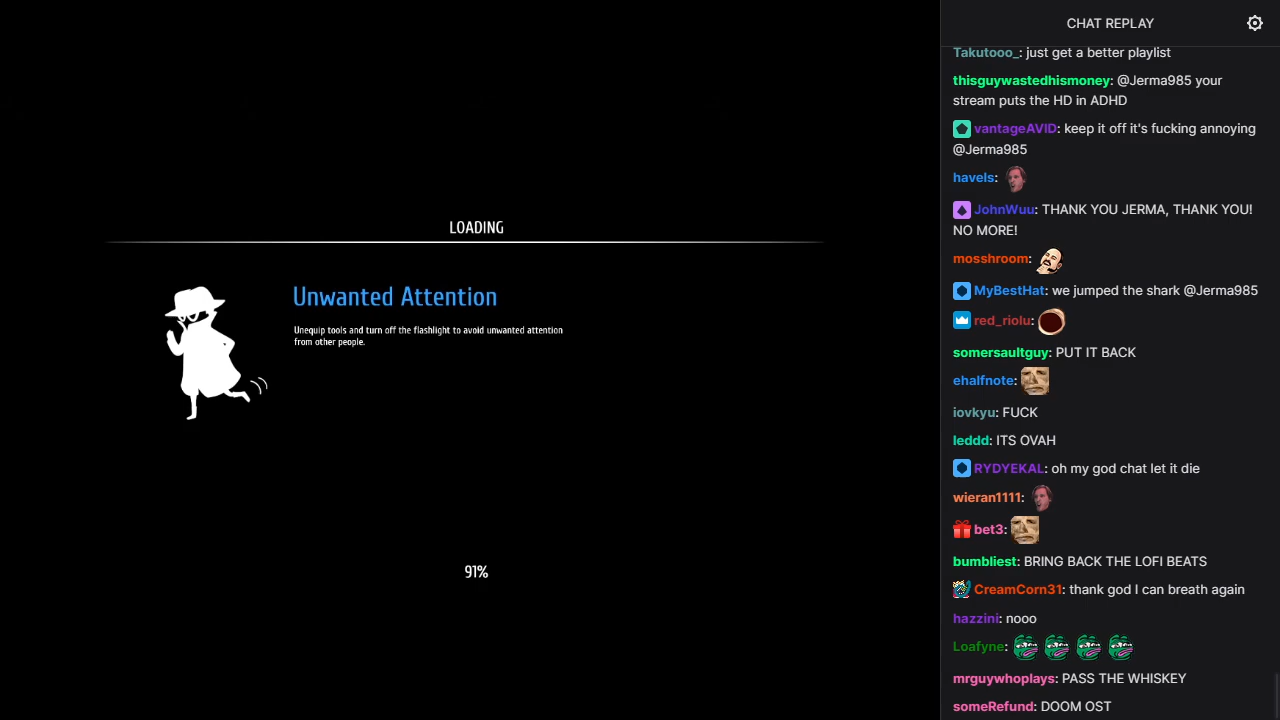 LOADING
Unwanted Attention
Unequip tools and turn off the flashlight to avoid unwanted attention
from other people.
91%
CHAT REPLAY
Takutooo_: just get a better playlist
thisguywastedhismoney: @Jerma985 your
stream puts the HD in ADHD
vantageAVID: keep it off it's fucking annoying
@Jerma985
havels:
JohnWuu: THANK YOU JERMA, THANK YOU!
NO MORE!
mosshroom:
MyBestHat: we jumped the shark @Jerma985
red_riolu:
somersaultguy: PUT IT BACK
ehalfnote:
iovkyu: FUCK
leddd: ITS OVAH
RYDYEKAL: oh my god chat let it die
wieran1111:
bet3:
bumbliest: BRING BACK THE LOFI BEATS
CreamCorn31: thank god I can breath again
hazzini: nooo
Loafyne:
mrguywhoplays: PASS THE WHISKEY
someRefund: DOOM OST